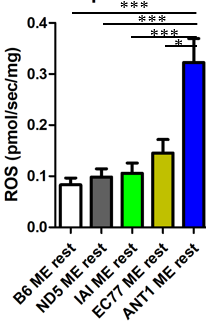 ***
***
***
*
ROS (pmol/sec/mg)
0.4
0.3
0.2
0.1
0.0
B6 ME rest
ND5 ME rest
IAI ME rest
EC77 ME rest
ANT1 ME rest